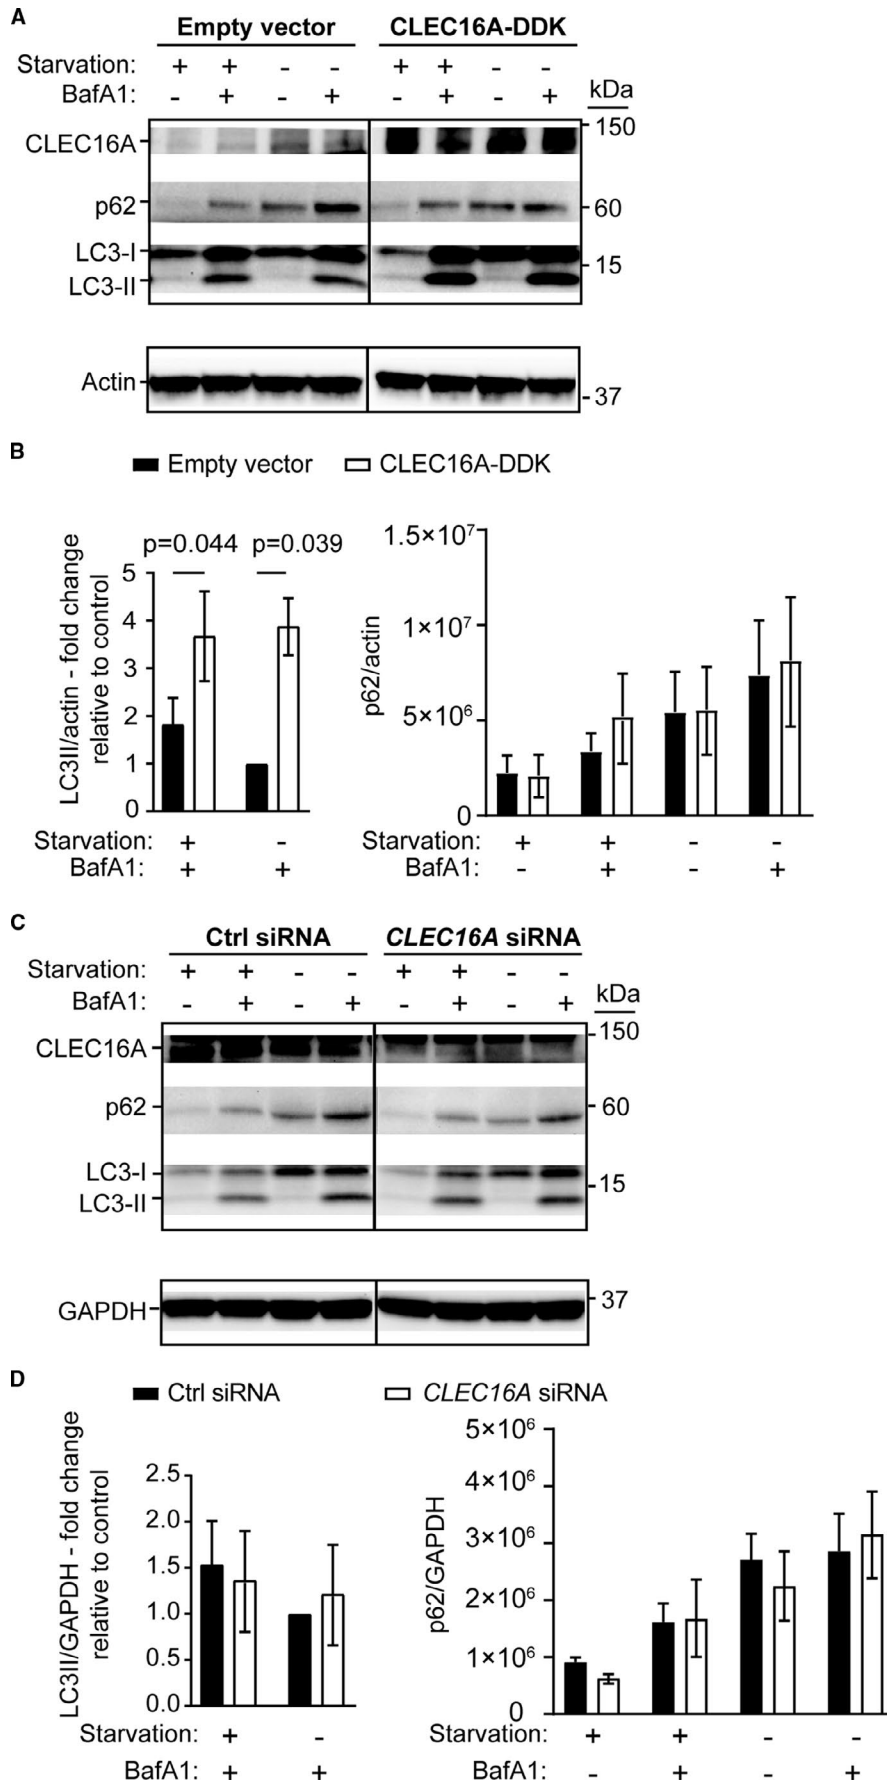 A
Empty vector CLEC16A-DDK
Starvation: + + - - + + - -
BafA1: - + - + - + - + kDa
CLEC16A 150
p62 60
LC3-I
15
LC3-II
Actin
37
B
Empty vector CLEC16A-DDK
LC3II/actin - fold change
relative to control
p=0.044 p=0.039
5
4
3
2
1
0
Starvation: + -
BafA1: + +
p62/actin
1.5×10⁷
1×10⁷
5×10⁶
0
Starvation: + + - -
BafA1: - + - +
C
Ctrl siRNA CLEC16A siRNA
Starvation: + + - - + + - -
BafA1: - + - + - + - + kDa
150
CLEC16A
p62 60
LC3-I
15
LC3-II
37
GAPDH
D
Ctrl siRNA CLEC16A siRNA
LC3II/GAPDH - fold change
relative to control
2.5
2.0
1.5
1.0
0.5
0.0
Starvation: + -
BafA1: + +
p62/GAPDH
5×10⁶
4×10⁶
3×10⁶
2×10⁶
1×10⁶
0
Starvation: + + - -
BafA1: - + - +